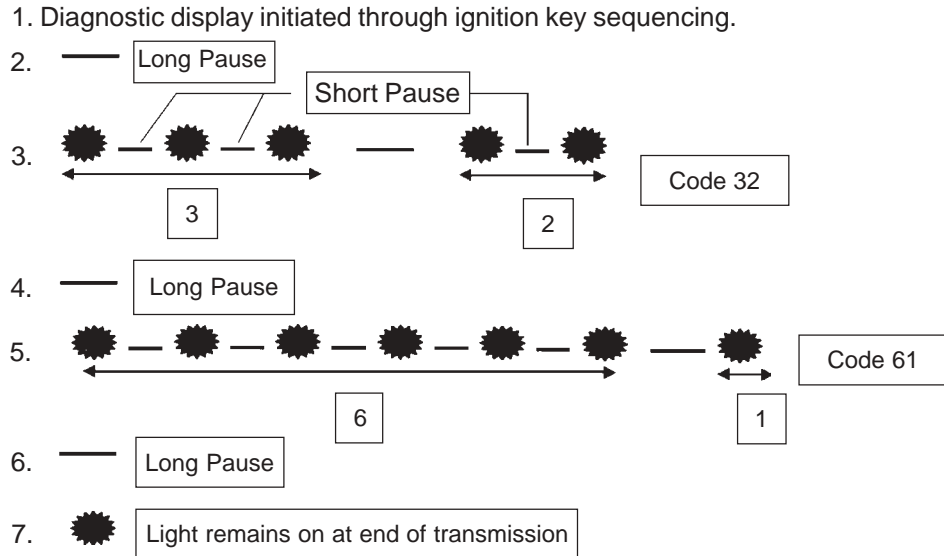 1. Diagnostic display initiated through ignition key sequencing.
2. Long Pause
Short Pause
3. Code 32
3 2
4. Long Pause
5. Code 61
6 1
6. Long Pause
7. Light remains on at end of transmission